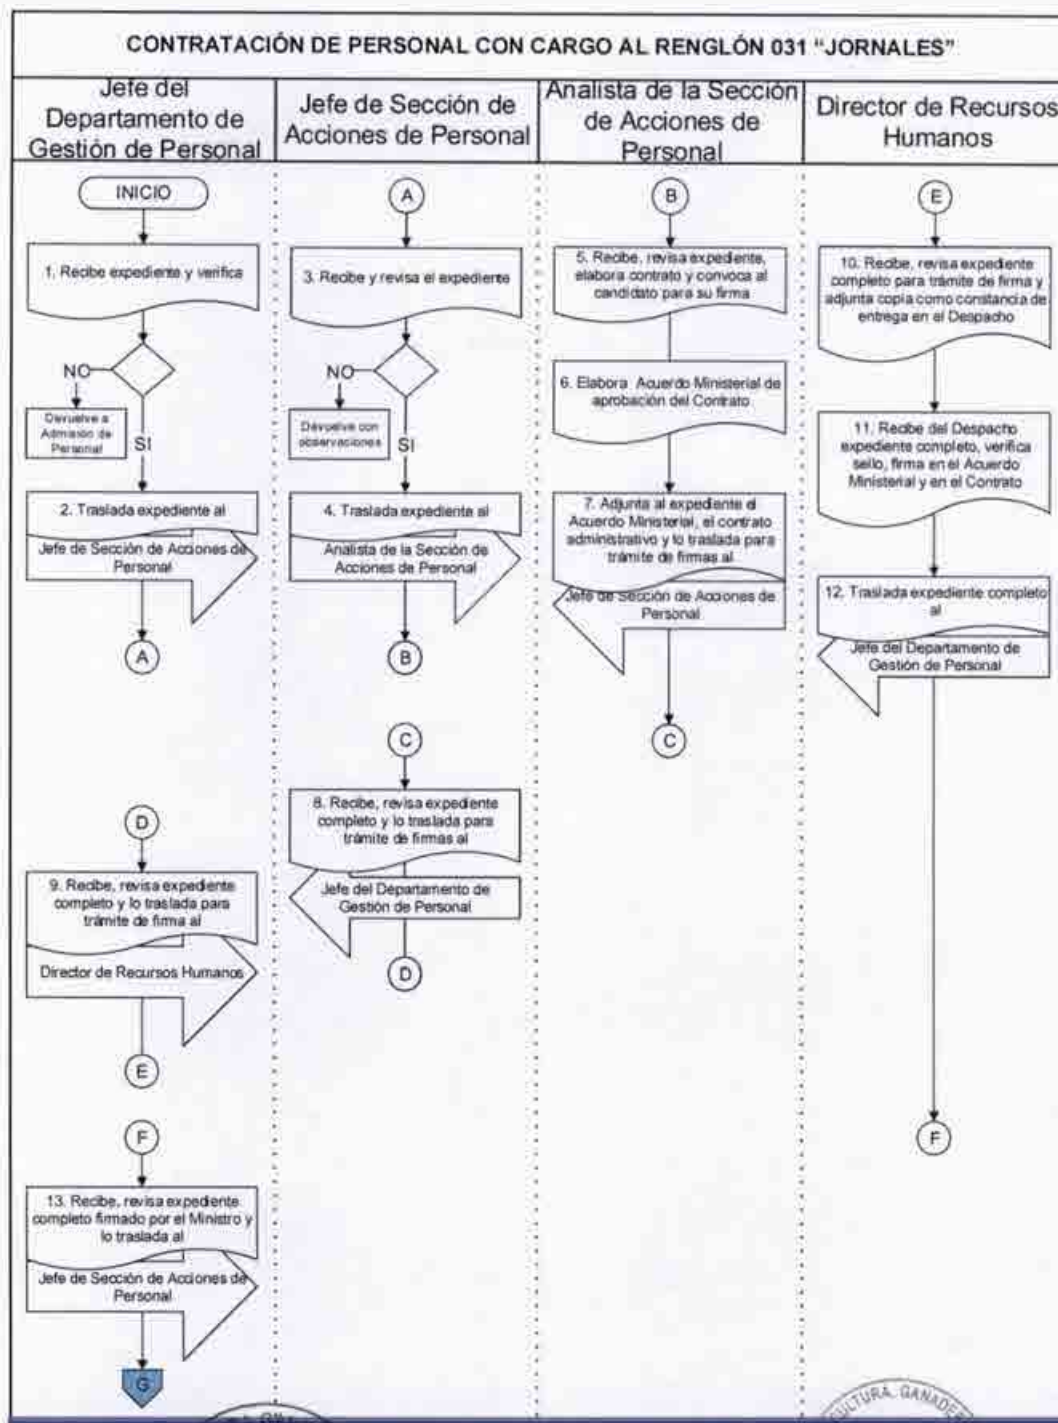 CONTRATACIÓN DE PERSONAL CON CARGO AL RENGLÓN 031 “JORNALES”
Jefe del
Departamento de
Gestión de Personal
Jefe de Sección de
Acciones de Personal
Analista de la Sección
de Acciones de
Personal
Director de Recursos
Humanos
INICIO
1. Recibe expediente y verifica
NO
Devuelve a
Admisión de
Personal
SI
2. Traslada expediente al
Jefe de Sección de Acciones de
Personal
A
D
9. Recibe, revisa expediente
completo y lo traslada para
trámite de firma al
Director de Recursos Humanos
E
F
13. Recibe, revisa expediente
completo firmado por el Ministro y
lo traslada al
Jefe de Sección de Acciones de
Personal
G
A
3. Recibe y revisa el expediente
NO
Devuelve con
observaciones
SI
4. Traslada expediente al
Analista de la Sección de
Acciones de Personal
B
C
8. Recibe, revisa expediente
completo y lo traslada para
trámite de firmas al
Jefe del Departamento de
Gestión de Personal
D
B
5. Recibe, revisa expediente,
elabora contrato y convoca al
candidato para su firma
6. Elabora Acuerdo Ministerial de
aprobación del Contrato
7. Adjunta al expediente el
Acuerdo Ministerial, el contrato
administrativo y lo traslada para
trámite de firmas al
Jefe de Sección de Acciones de
Personal
C
E
10. Recibe, revisa expediente
completo para trámite de firma y
adjunta copia como constancia de
entrega en el Despacho
11. Recibe del Despacho
expediente completo, verifica
sello, firma en el Acuerdo
Ministerial y en el Contrato
12. Traslada expediente completo
al
Jefe del Departamento de
Gestión de Personal
F